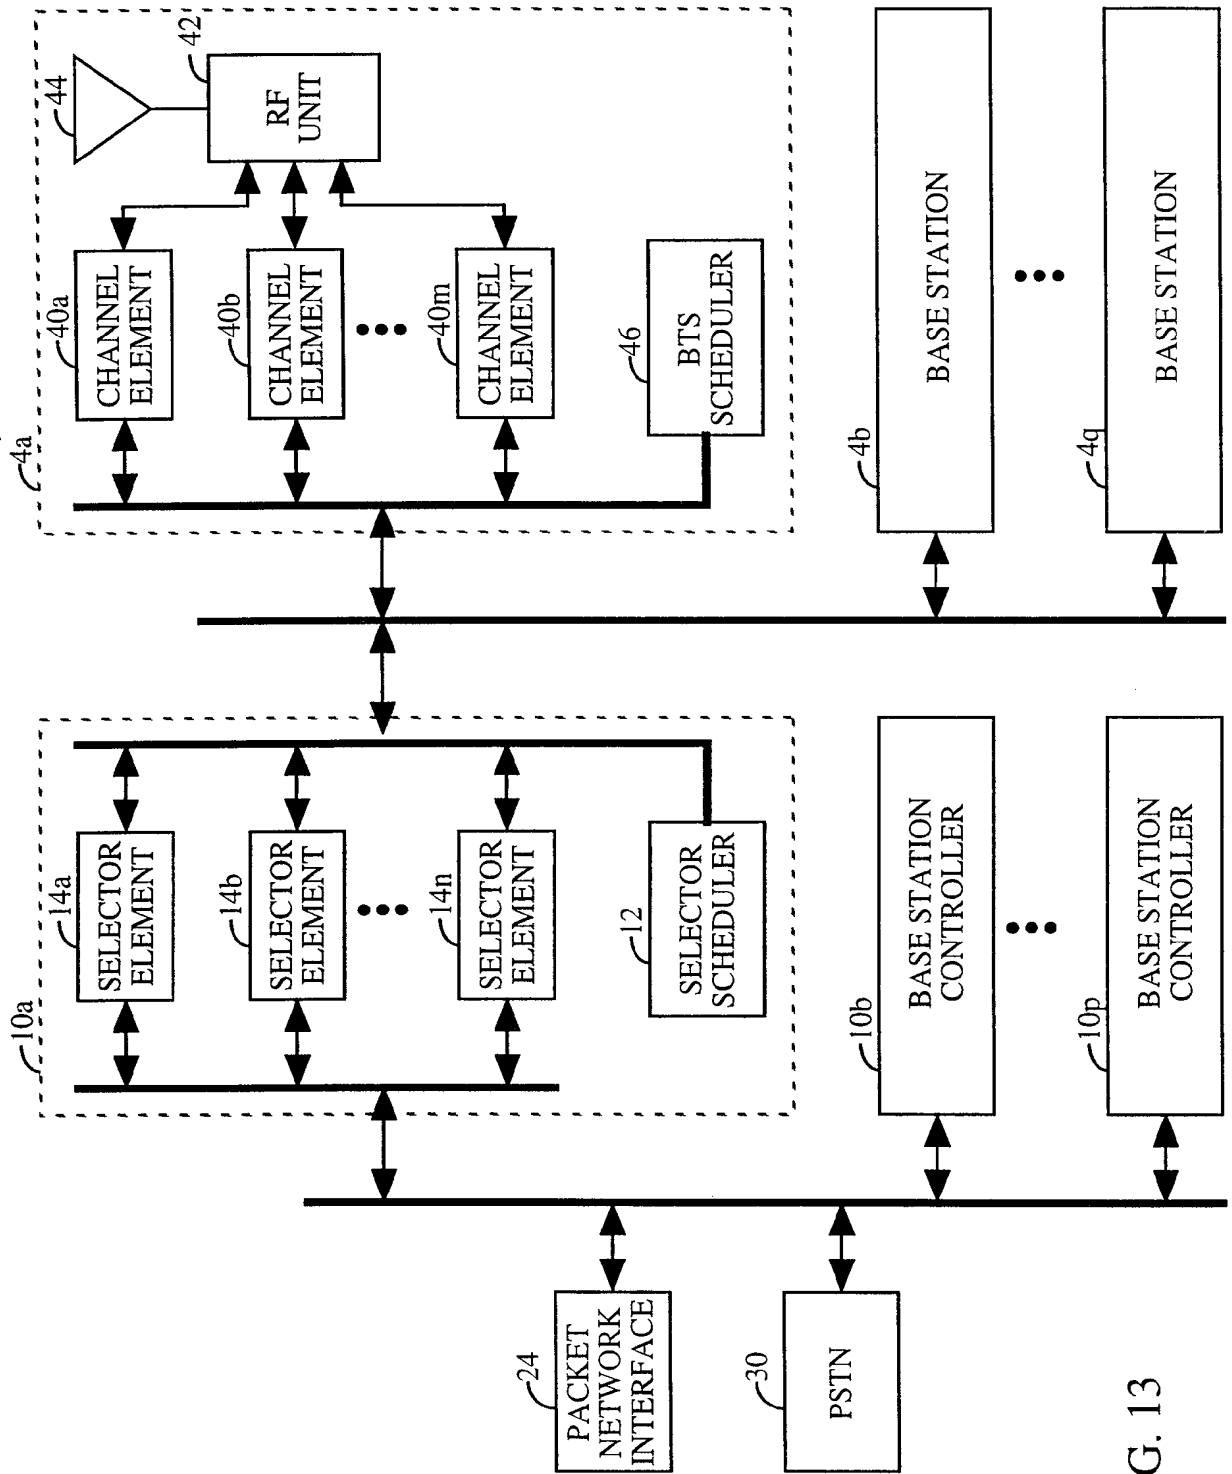 44
42
RF
UNIT
4a
40a
CHANNEL
ELEMENT
40b
CHANNEL
ELEMENT
40m
CHANNEL
ELEMENT
46
BTS
SCHEDULER
4b
BASE STATION
4q
BASE STATION
10a
14a
SELECTOR
ELEMENT
14b
SELECTOR
ELEMENT
14n
SELECTOR
ELEMENT
12
SELECTOR
SCHEDULER
10b
BASE STATION
CONTROLLER
10p
BASE STATION
CONTROLLER
24
PACKET
NETWORK
INTERFACE
30
PSTN
G. 13